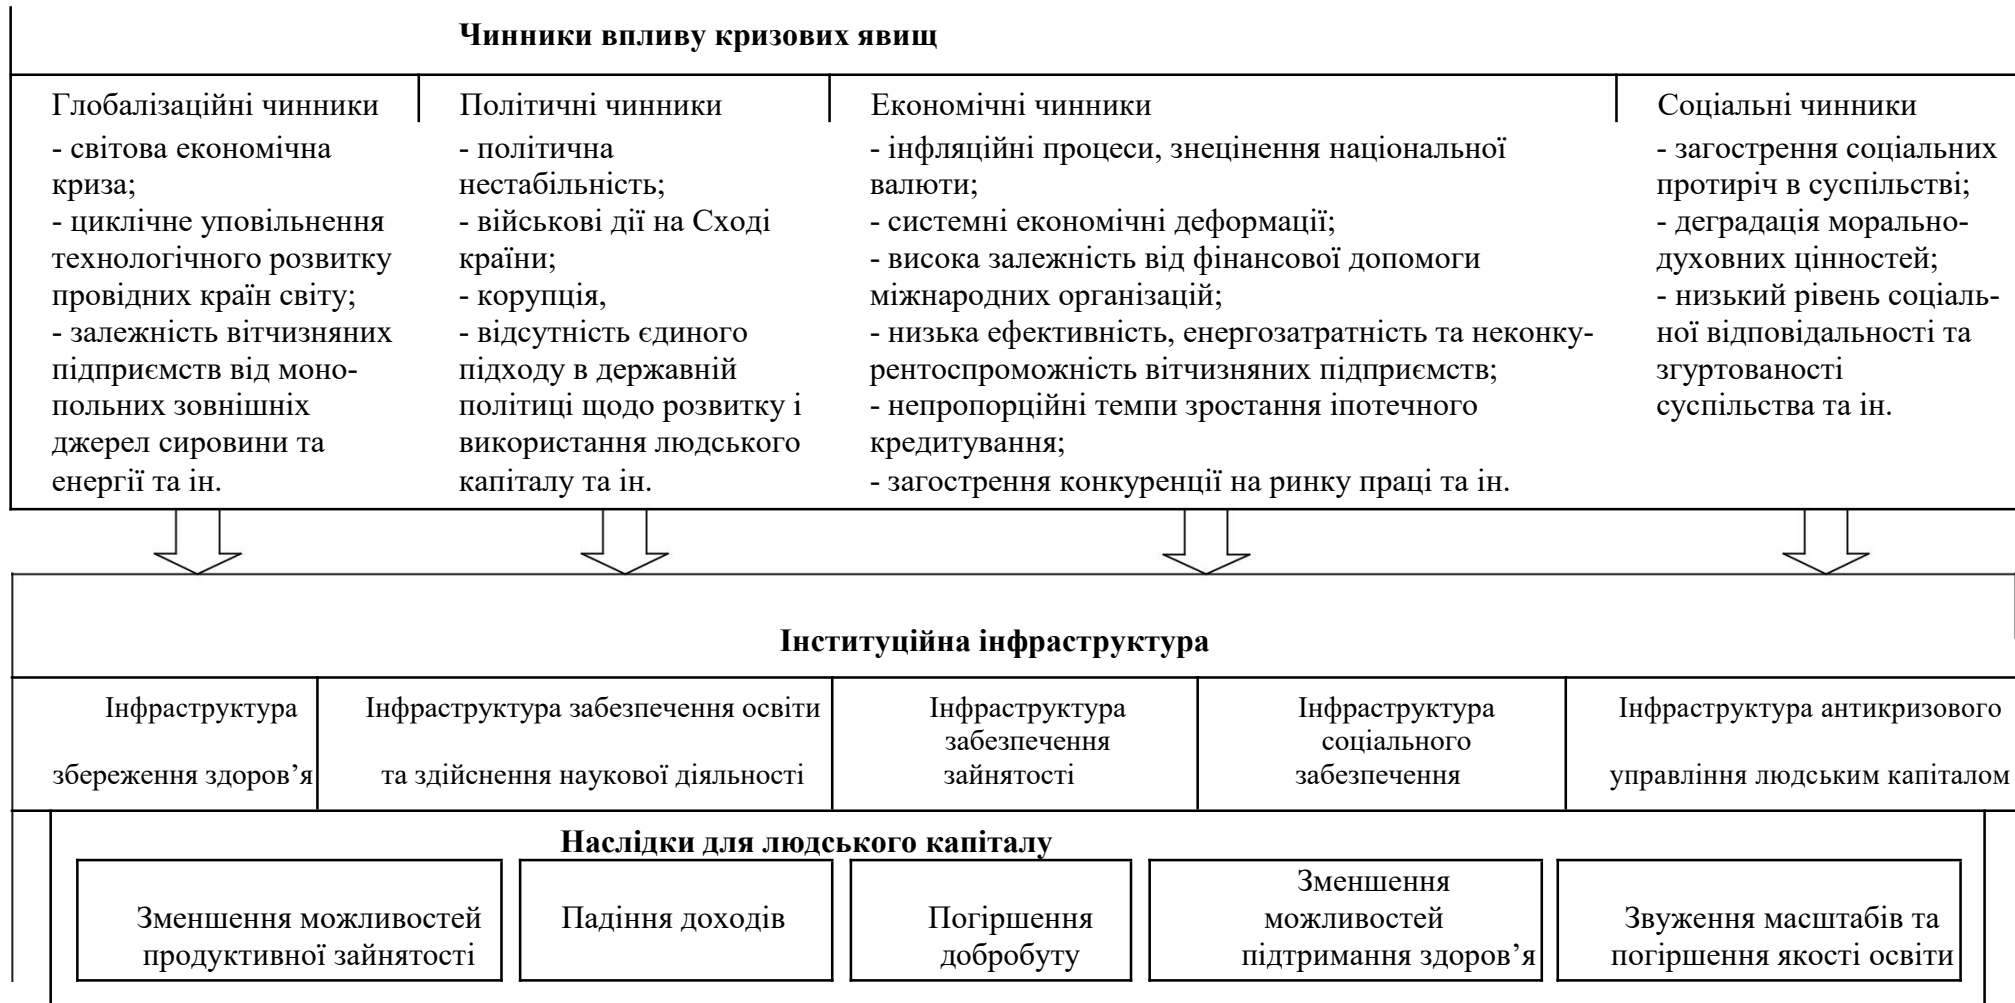 Чинники впливу кризових явищ
Глобалізаційні чинники
- світова економічна
криза;
- циклічне уповільнення
технологічного розвитку
провідних країн світу;
- залежність вітчизняних
підприємств від моно-
польних зовнішніх
джерел сировини та
енергії та ін.
Політичні чинники
- політична
нестабільність;
- військові дії на Сході
країни;
- корупція,
- відсутність єдиного
підходу в державній
політиці щодо розвитку і
використання людського
капіталу та ін.
Економічні чинники
- інфляційні процеси, знецінення національної
валюти;
- системні економічні деформації;
- висока залежність від фінансової допомоги
міжнародних організацій;
- низька ефективність, енергозатратність та неконку-
рентоспроможність вітчизняних підприємств;
- непропорційні темпи зростання іпотечного
кредитування;
- загострення конкуренції на ринку праці та ін.
Соціальні чинники
- загострення соціальних
протиріч в суспільстві;
- деградація морально-
духовних цінностей;
- низький рівень соціаль-
ної відповідальності та
згуртованості
суспільства та ін.
Інституційна інфраструктура
Інфраструктура
збереження здоров’я
Інфраструктура забезпечення освіти
та здійснення наукової діяльності
Інфраструктура
забезпечення
зайнятості
Інфраструктура
соціального
забезпечення
Інфраструктура антикризового
управління людським капіталом
Наслідки для людського капіталу
Зменшення можливостей
продуктивної зайнятості
Падіння доходів
Погіршення
добробуту
Зменшення
можливостей
підтримання здоров’я
Звуження масштабів та
погіршення якості освіти